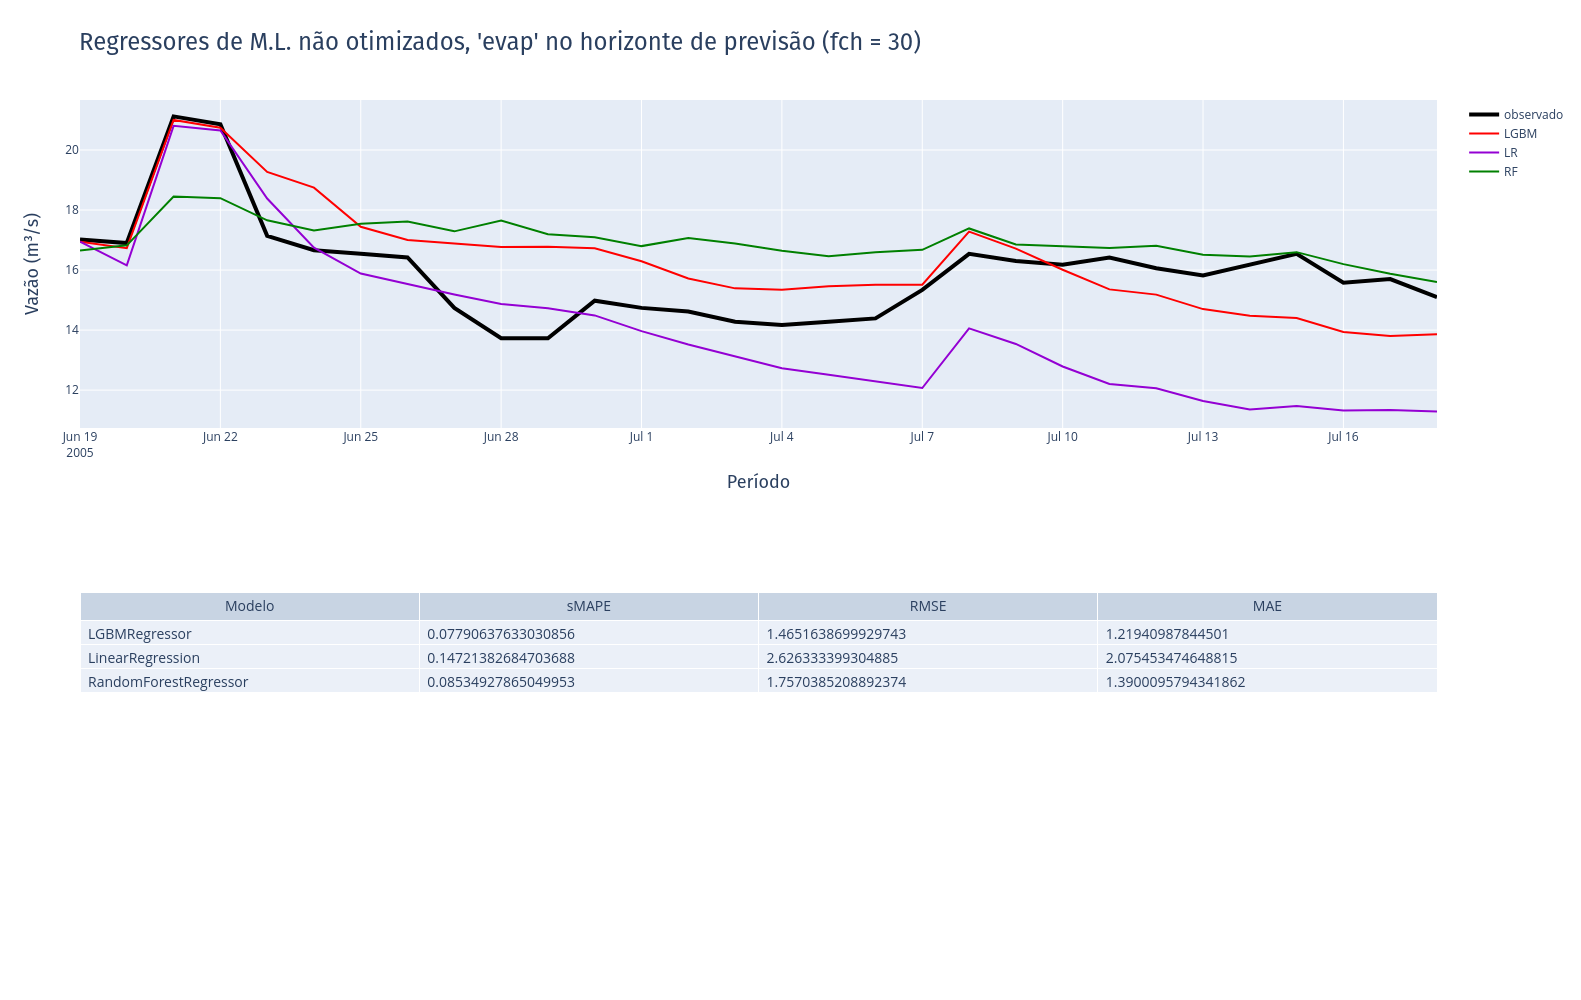 Regressores de M.L. não otimizados, 'evap' no horizonte de previsão (fch = 30)
observado
LGBM
LR
RF
Vazão (m³/s)
20
18
16
14
12
Jun 19 Jun 22 Jun 25 Jun 28 Jul 1 Jul 4 Jul 7 Jul 10 Jul 13 Jul 16
2005
Período
Modelo sMAPE RMSE MAE
LGBMRegressor 0.07790637633030856 1.4651638699929743 1.21940987844501
LinearRegression 0.14721382684703688 2.626333399304885 2.075453474648815
RandomForestRegressor 0.08534927865049953 1.7570385208892374 1.3900095794341862